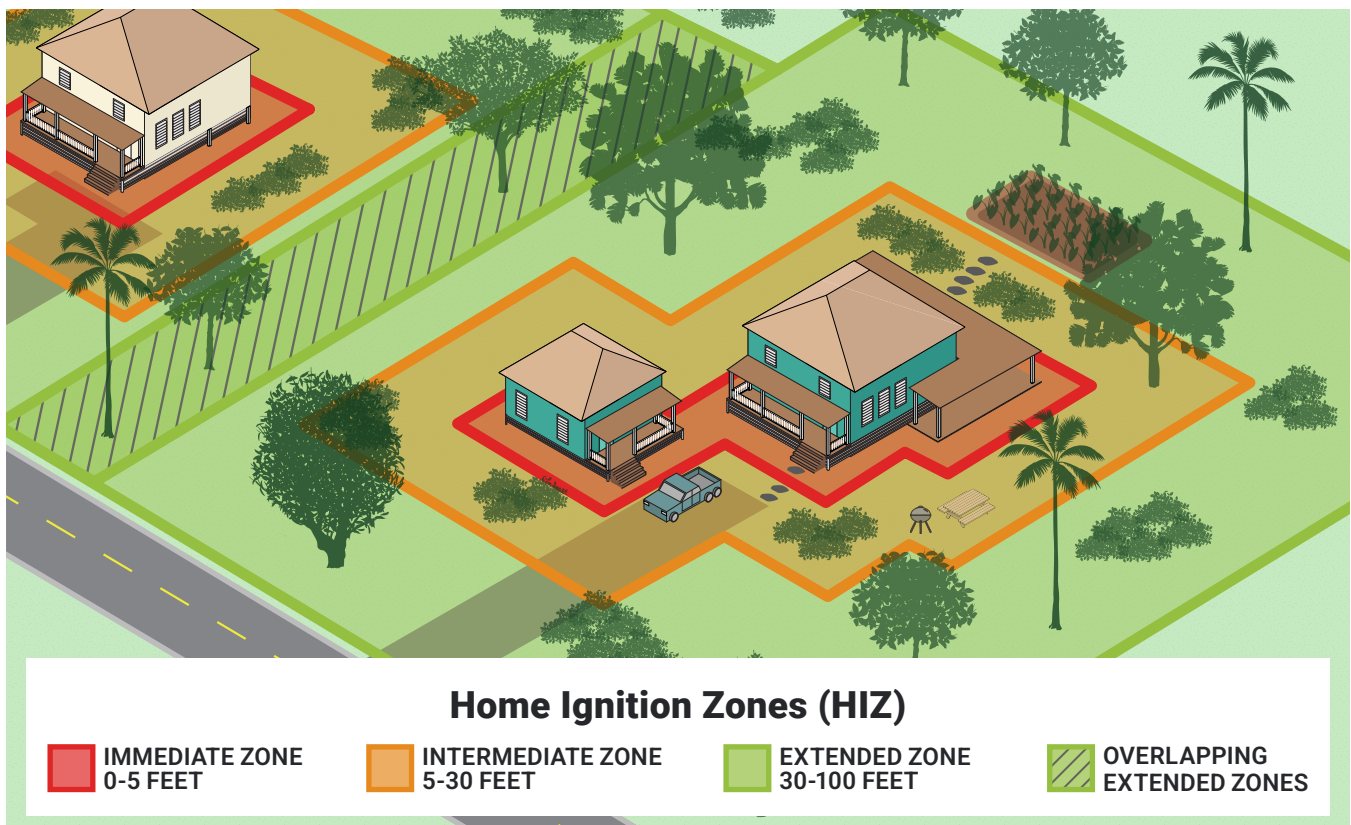 Home Ignition Zones (HIZ)
IMMEDIATE ZONE
0-5 FEET
INTERMEDIATE ZONE
5-30 FEET
EXTENDED ZONE
30-100 FEET
OVERLAPPING
EXTENDED ZONES